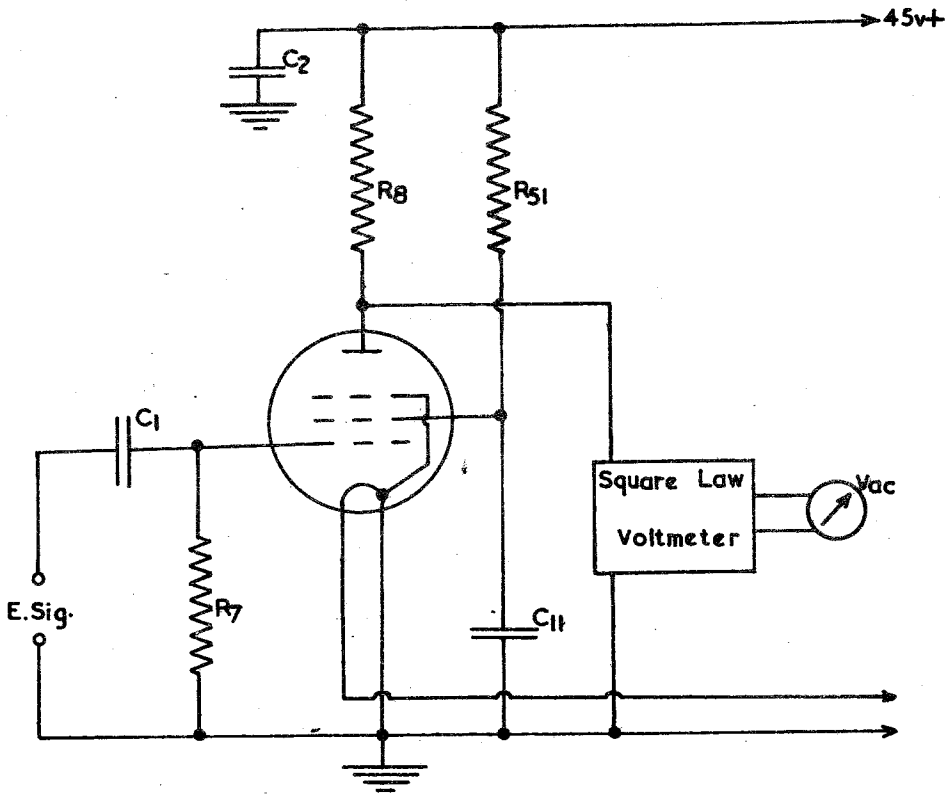 45v+
C2
R8
R51
C1
Square Law
Voltmeter
Vac
E.Sig.
R7
C11